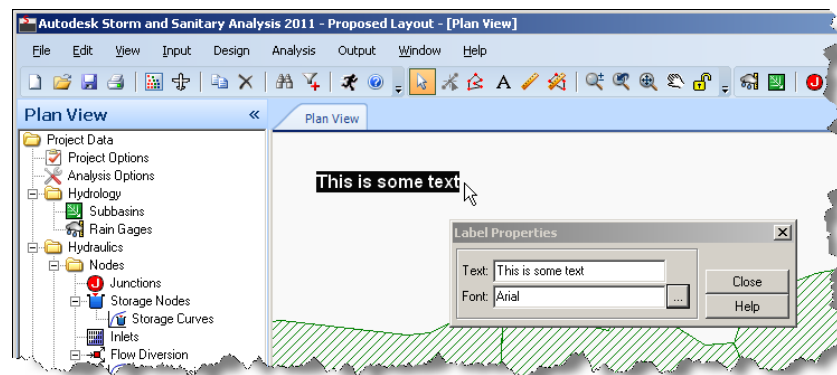 Autodesk Storm and Sanitary Analysis 2011 - Proposed Layout - [Plan View]
File Edit View Input Design Analysis Output Window Help
Plan View «
Plan View
Project Data
Project Options
Analysis Options
Hydrology
Subbasins
Rain Gages
Hydraulics
Nodes
Junctions
Storage Nodes
Storage Curves
Inlets
Flow Diversion
This is some text
Label Properties
Text: This is some text
Font: Arial ...
Close
Help